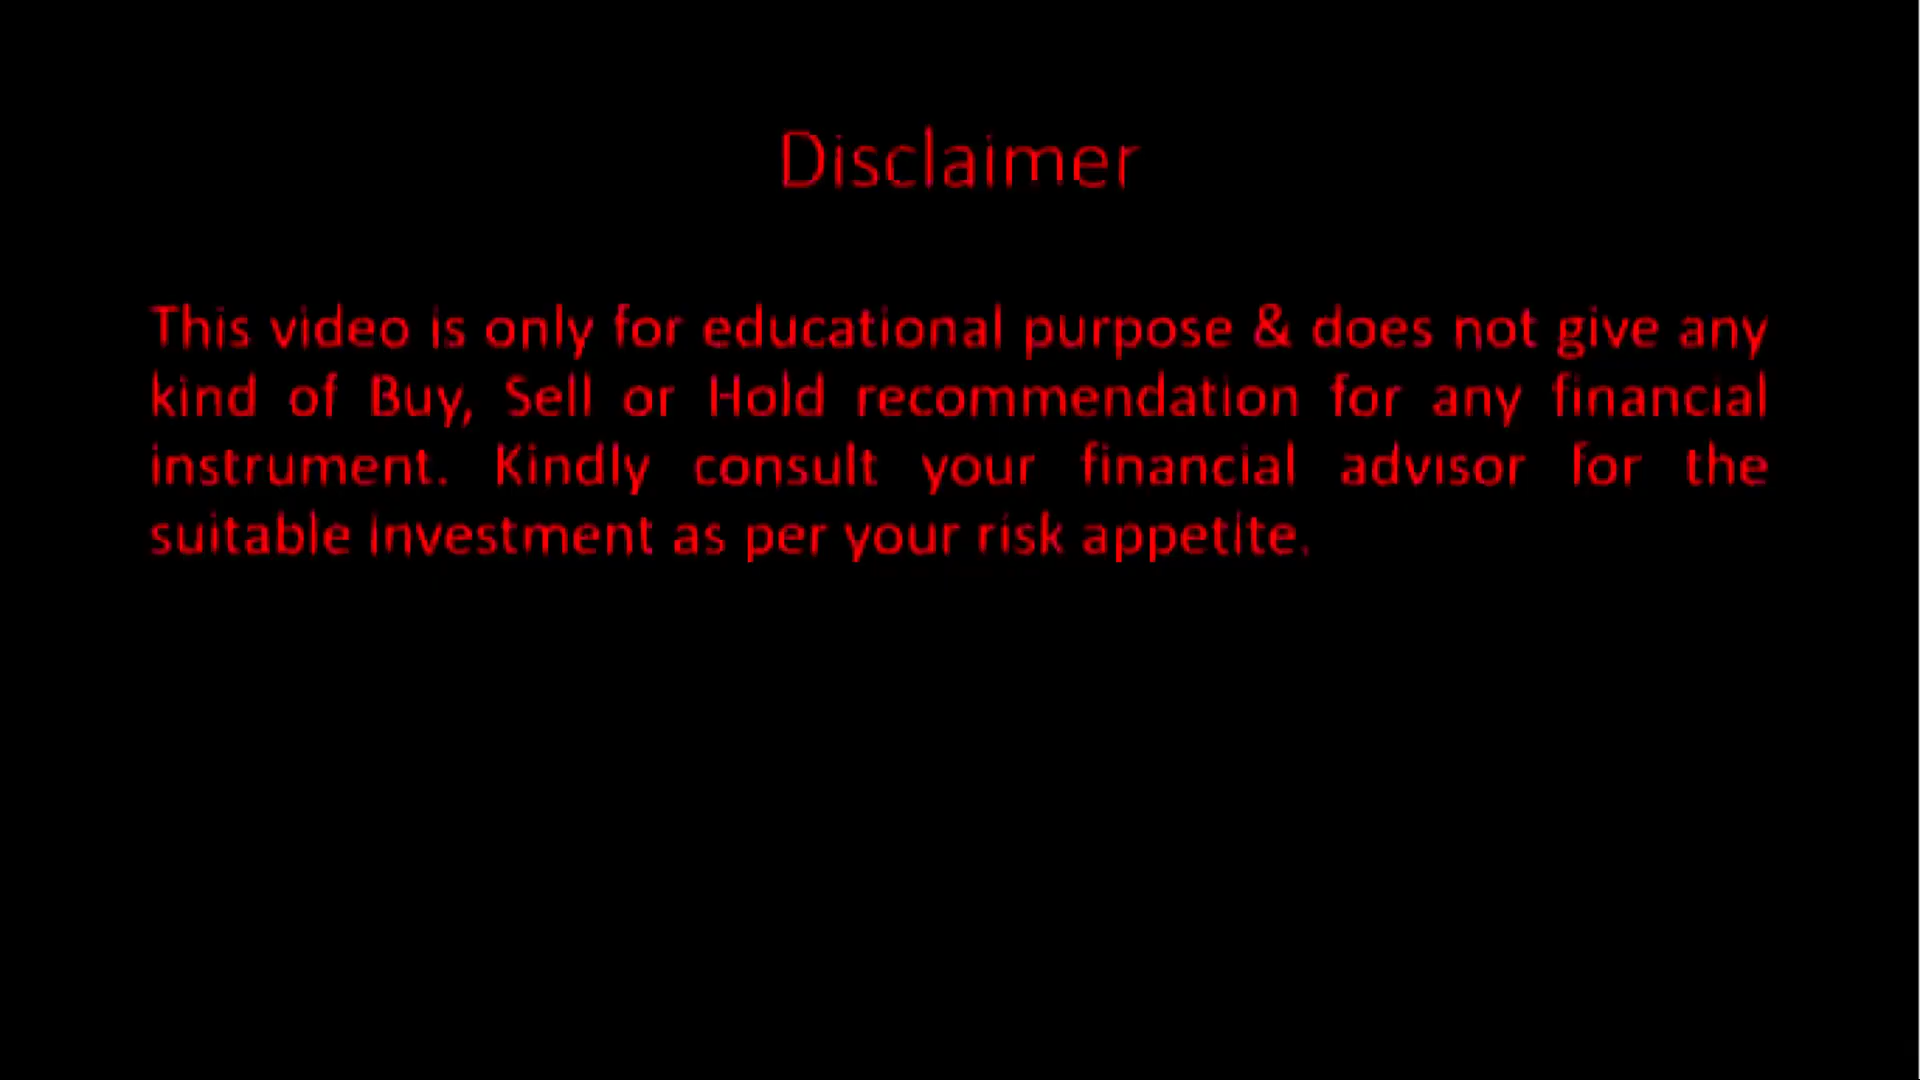 Disclaimer
This video is only for educational purpose & does not give any
kind of Buy, Sell or Hold recommendation for any financial
instrument. Kindly consult your financial advisor for the
suitable investment as per your risk appetite.